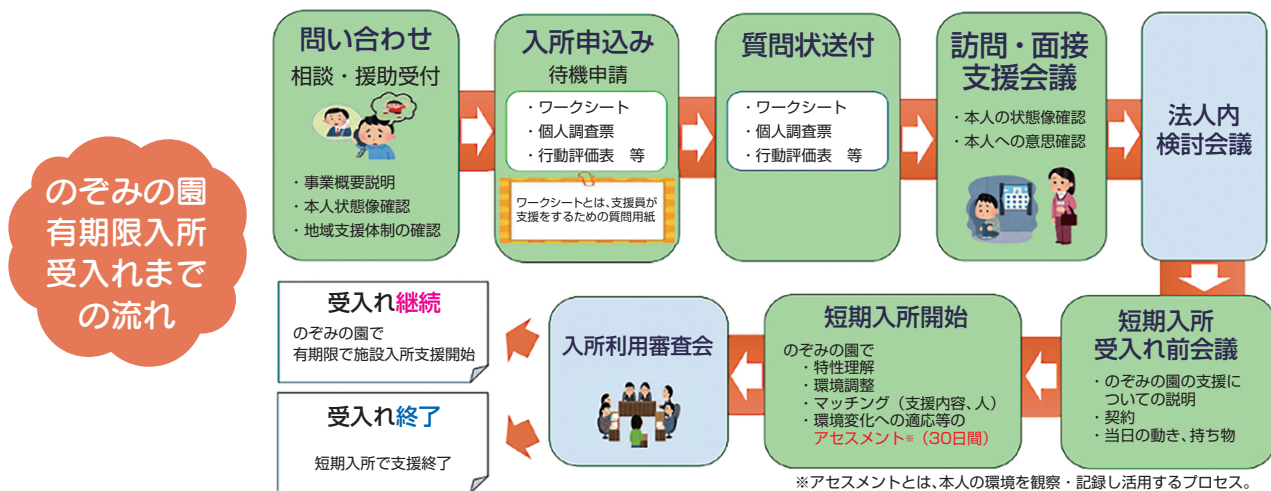 のぞみの園
有期限入所
受入れまで
の流れ
問い合わせ
相談・援助受付
・事業概要説明
・本人状態像確認
・地域支援体制の確認
入所申込み
待機申請
・ワークシート
・個人調査票
・行動評価表　等
ワークシートとは、支援員が
支援をするための質問用紙
質問状送付
・ワークシート
・個人調査票
・行動評価表　等
訪問・面接
支援会議
・本人の状態像確認
・本人への意思確認
法人内
検討会議
短期入所
受入れ前会議
・のぞみの園の支援に
ついての説明
・契約
・当日の動き、持ち物
短期入所開始
のぞみの園で
・特性理解
・環境調整
・マッチング（支援内容、人）
・環境変化への適応等の
アセスメント※（30日間）
入所利用審査会
受入れ継続
のぞみの園で
有期限で施設入所支援開始
受入れ終了
短期入所で支援終了
※アセスメントとは、本人の環境を観察・記録し活用するプロセス。